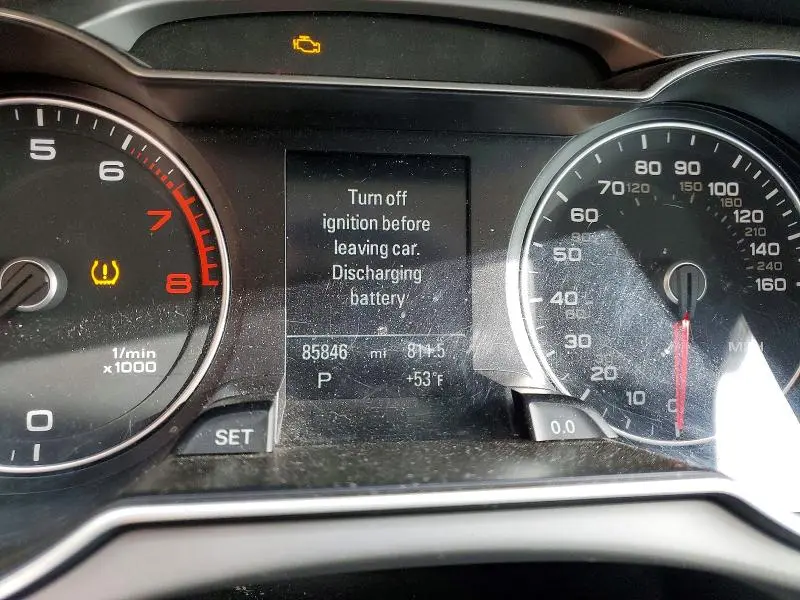 5
6
7
8
1/min
x1000
0
SET
Turn off
ignition before
leaving car.
Discharging
battery
85846 mi 811.5
P +53°F
0.0
80 90
70 120 150 100
60 180 120
50 210
140
40 240
160
30
20
10